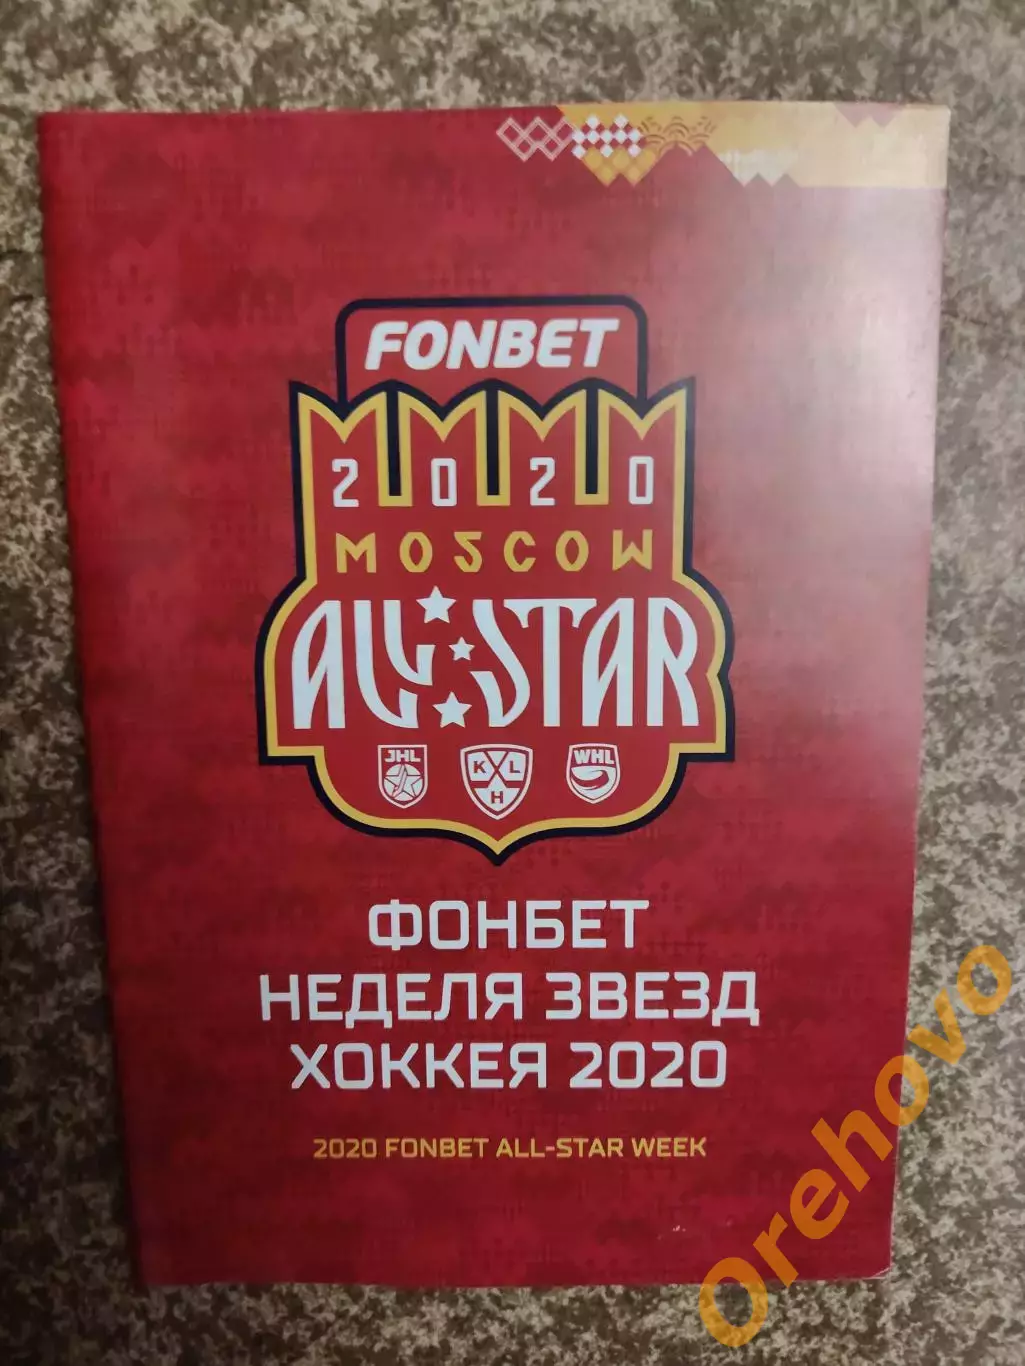 FONBET
2020
MOSCOW
ALL-STAR
JHL
KHL
WHL
ФОНБЕТ
НЕДЕЛЯ ЗВЕЗД
ХОККЕЯ 2020
2020 FONBET ALL-STAR WEEK
Orehovo